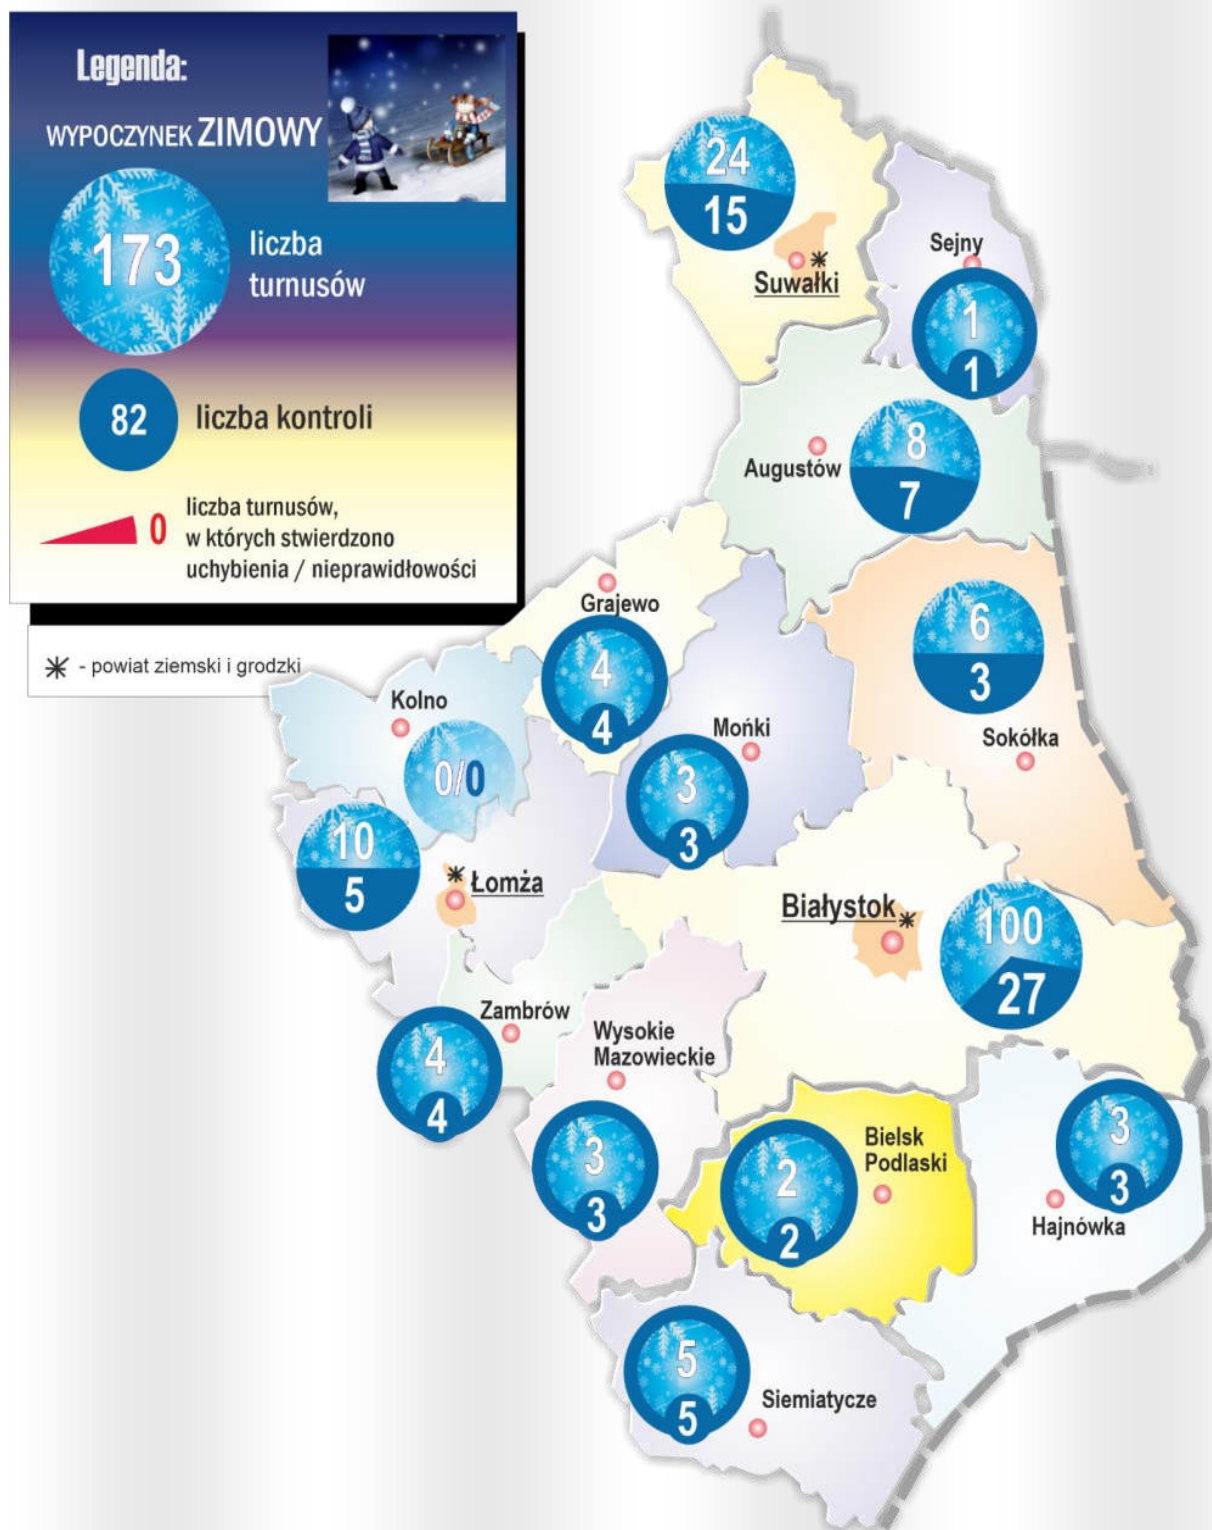 Legenda:
WYPOCZYNEK ZIMOWY
173
liczba
turnusów
82
liczba kontroli
0
liczba turnusów,
w których stwierdzono
uchybienia / nieprawidłowości
* - powiat ziemski i grodzki
24
15
*
Suwałki
Sejny
1
1
8
7
Augustów
Grajewo
4
4
6
3
Sokółka
Kolno
0/0
Mońki
3
3
10
5
*
Łomża
Białystok
*
100
27
Zambrów
4
4
Wysokie
Mazowieckie
3
3
Bielsk
Podlaski
2
2
3
3
Hajnówka
5
5
Siemiatycze